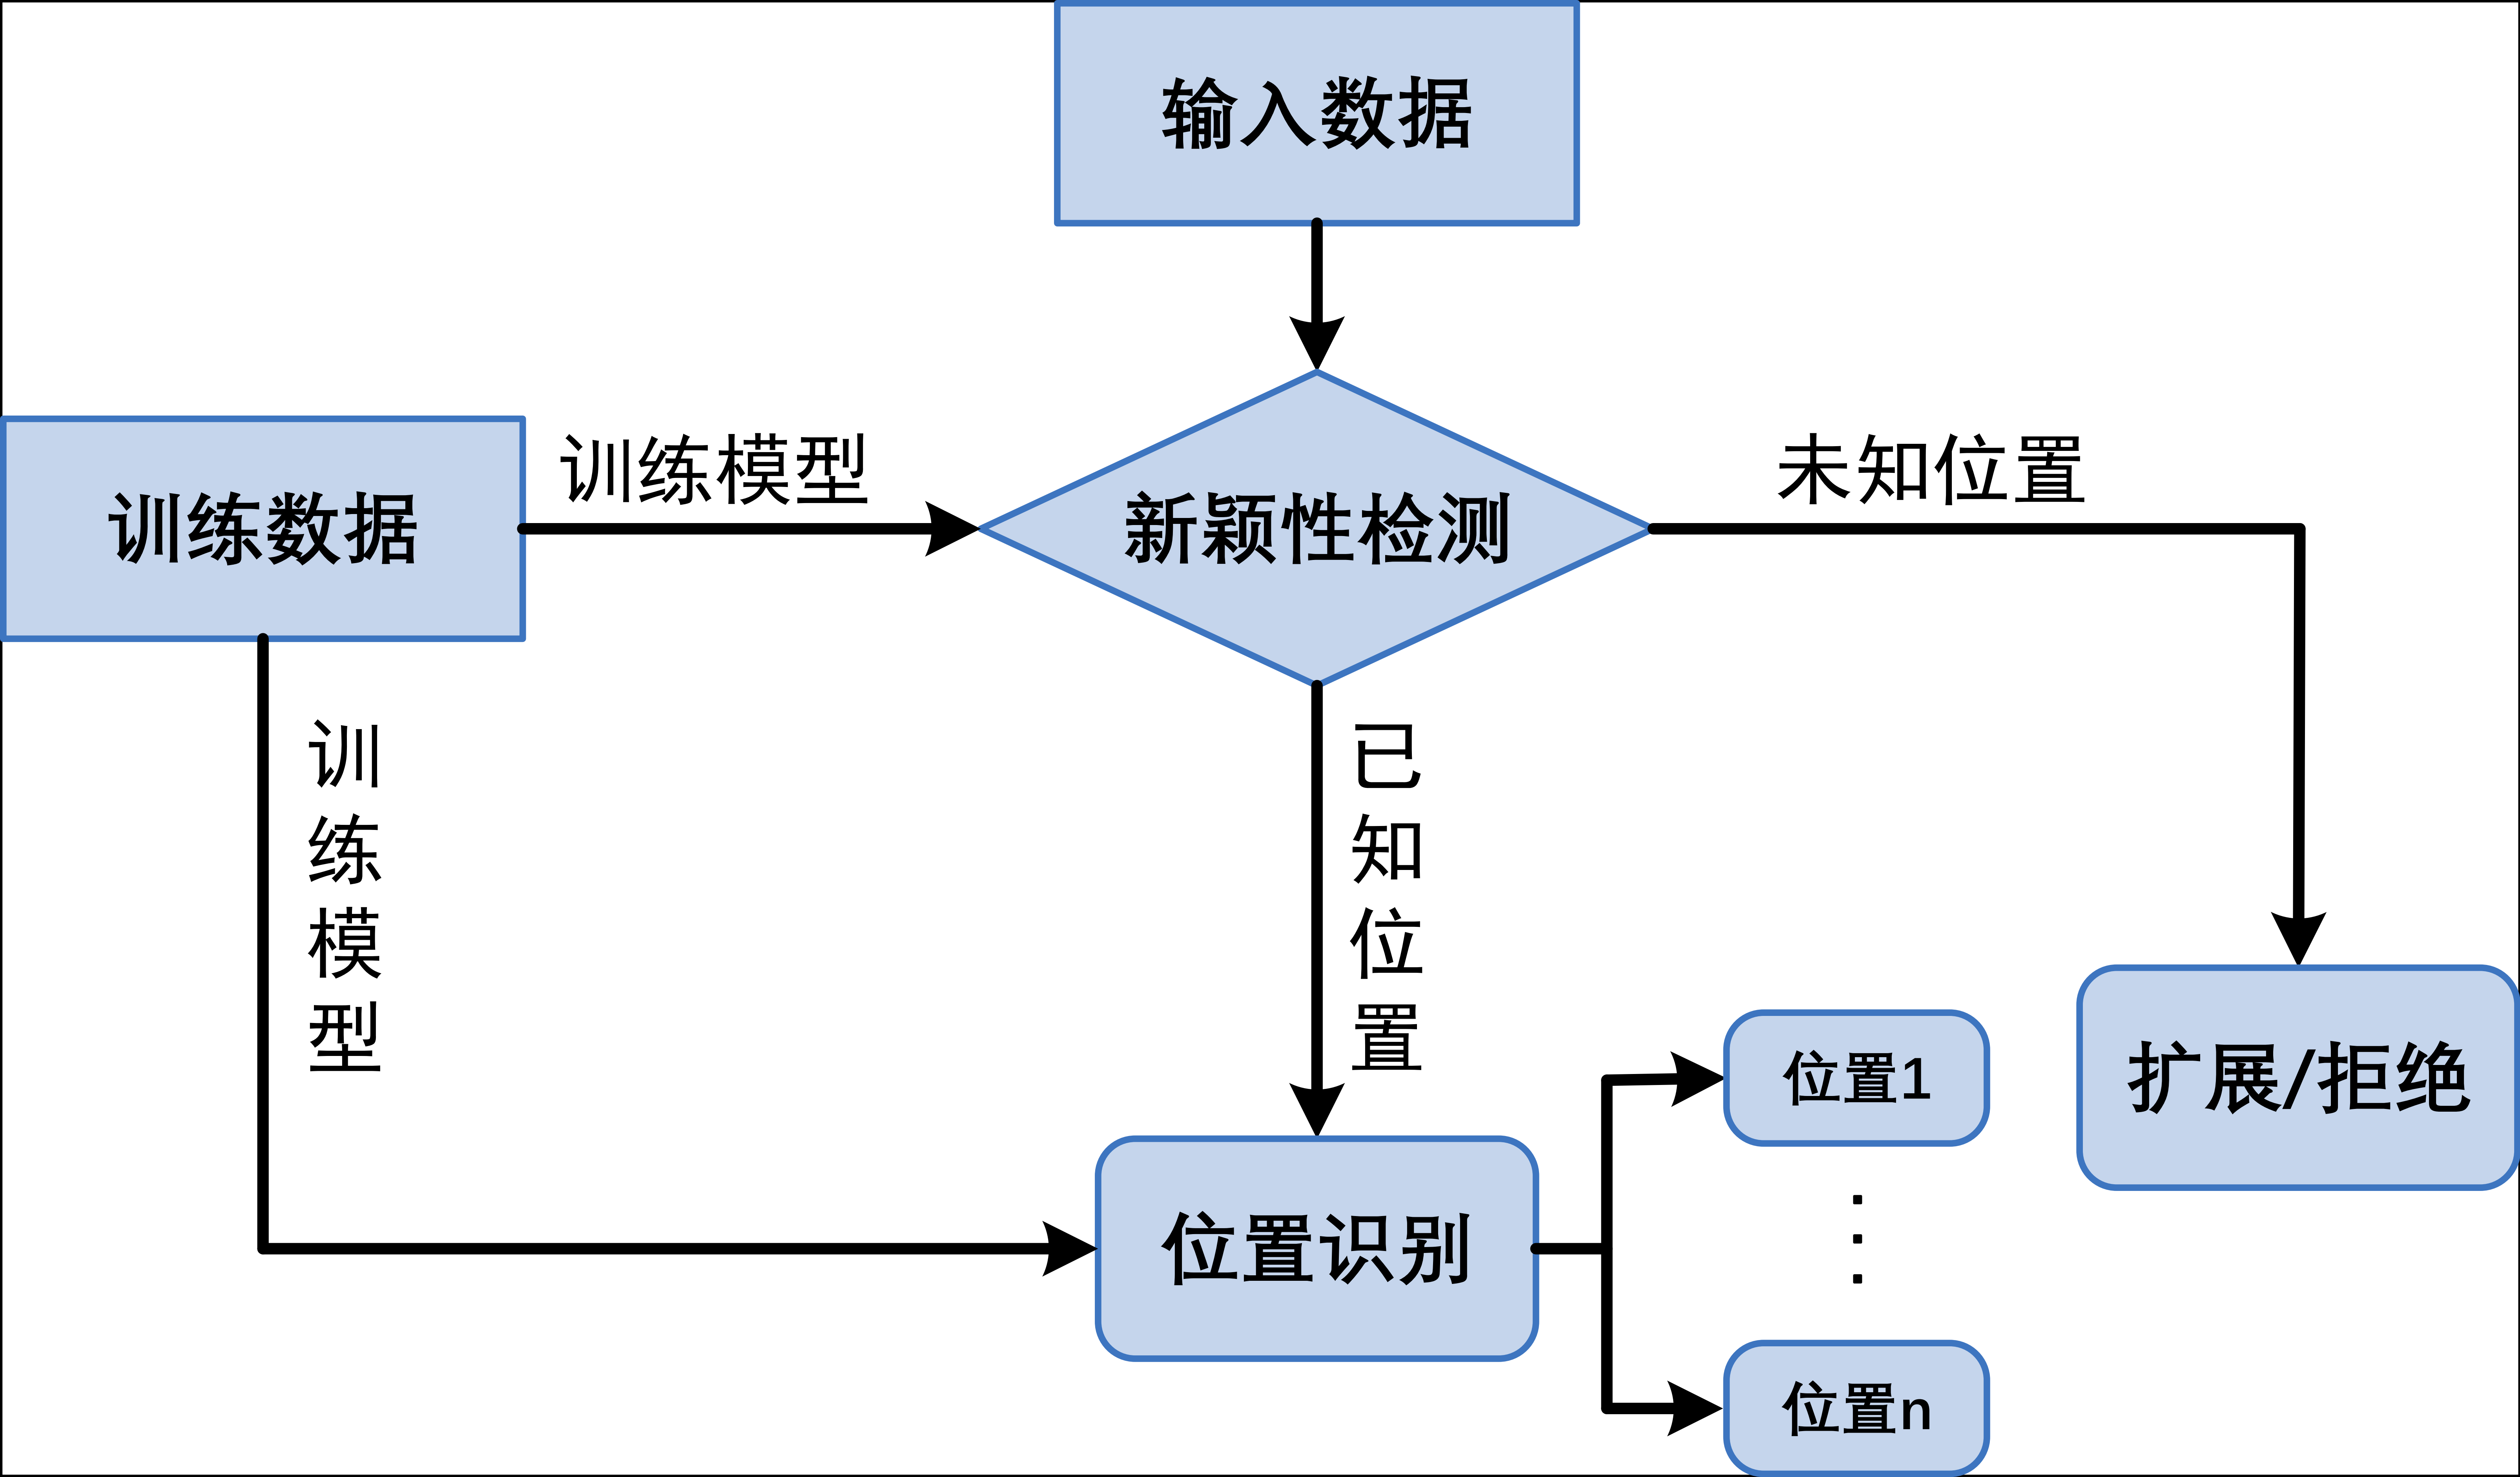 输入数据
训练模型
未知位置
训练数据
新颖性检测
训练模型
已知位置
位置1
扩展/拒绝
位置识别
位置n